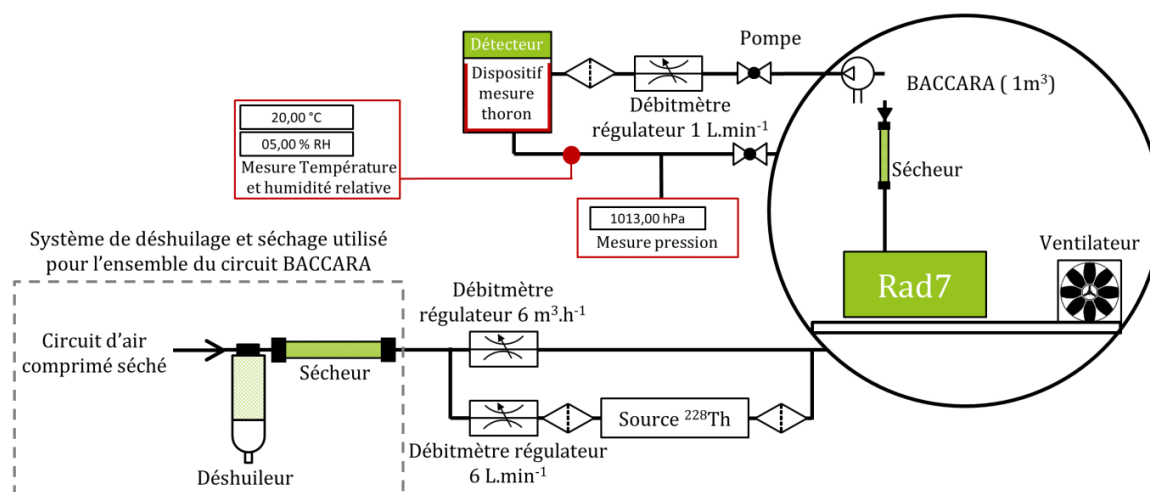 Détecteur
Dispositif
mesure
thoron
Pompe
Débitmètre
régulateur 1 L.min⁻¹
BACCARA ( 1m³)
Sécheur
20,00 °C
05,00 % RH
Mesure Température
et humidité relative
1013,00 hPa
Mesure pression
Rad7
Ventilateur
Système de déshuilage et séchage utilisé
pour l’ensemble du circuit BACCARA
Circuit d’air
comprimé séché
Sécheur
Déshuileur
Débitmètre
régulateur 6 m³.h⁻¹
Source ²²⁸Th
Débitmètre régulateur
6 L.min⁻¹